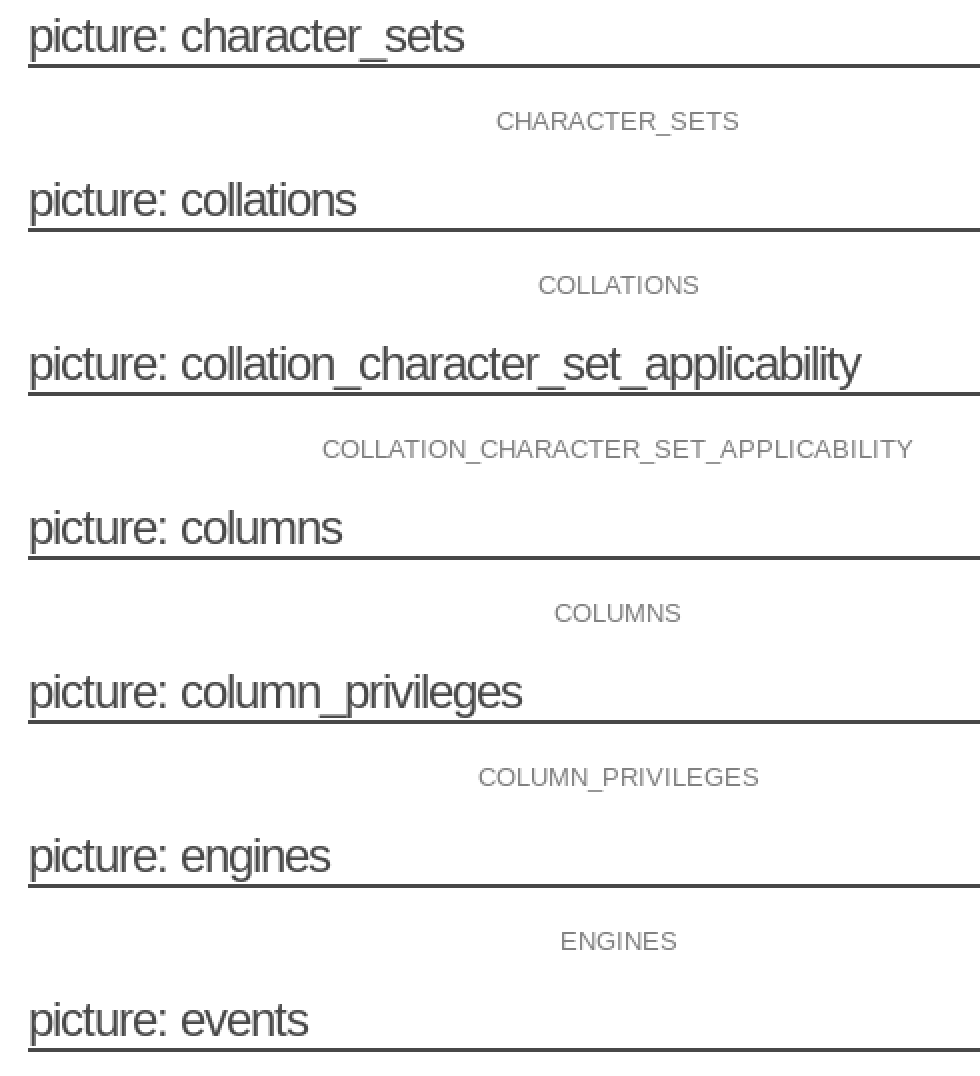 picture: character_sets
CHARACTER_SETS
picture: collations
COLLATIONS
picture: collation_character_set_applicability
COLLATION_CHARACTER_SET_APPLICABILITY
picture: columns
COLUMNS
picture: column_privileges
COLUMN_PRIVILEGES
picture: engines
ENGINES
picture: events